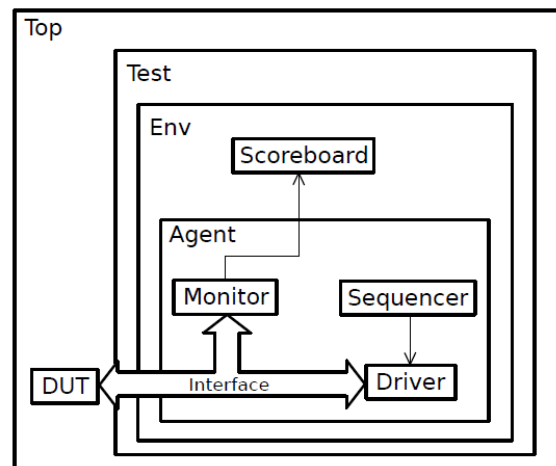 Top
Test
Env
Scoreboard
Agent
Monitor
Sequencer
DUT
Interface
Driver